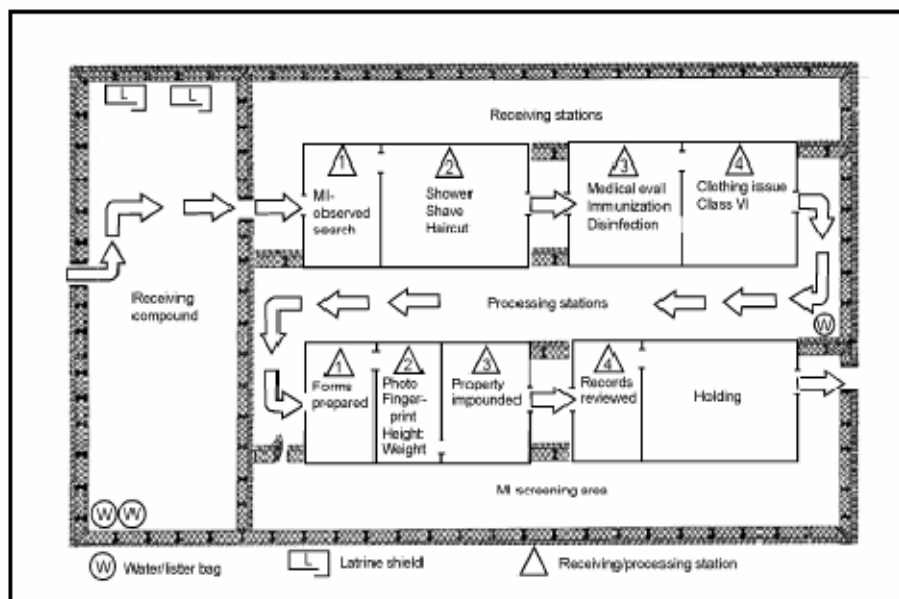 L
L
Receiving stations
1
MI-
observed
search
2
Shower
Shave
Haircut
3
Medical evail
Immunization
Disinfection
4
Clothing issue
Class VI
Receiving
compound
Processing stations
W
1
Forms
prepared
2
Photo
Finger-
print
Height
Weight
3
Property
impounded
4
Records
reviewed
Holding
MI screening area
W W
W Water/lister bag
L Latrine shield
Receiving/processing station